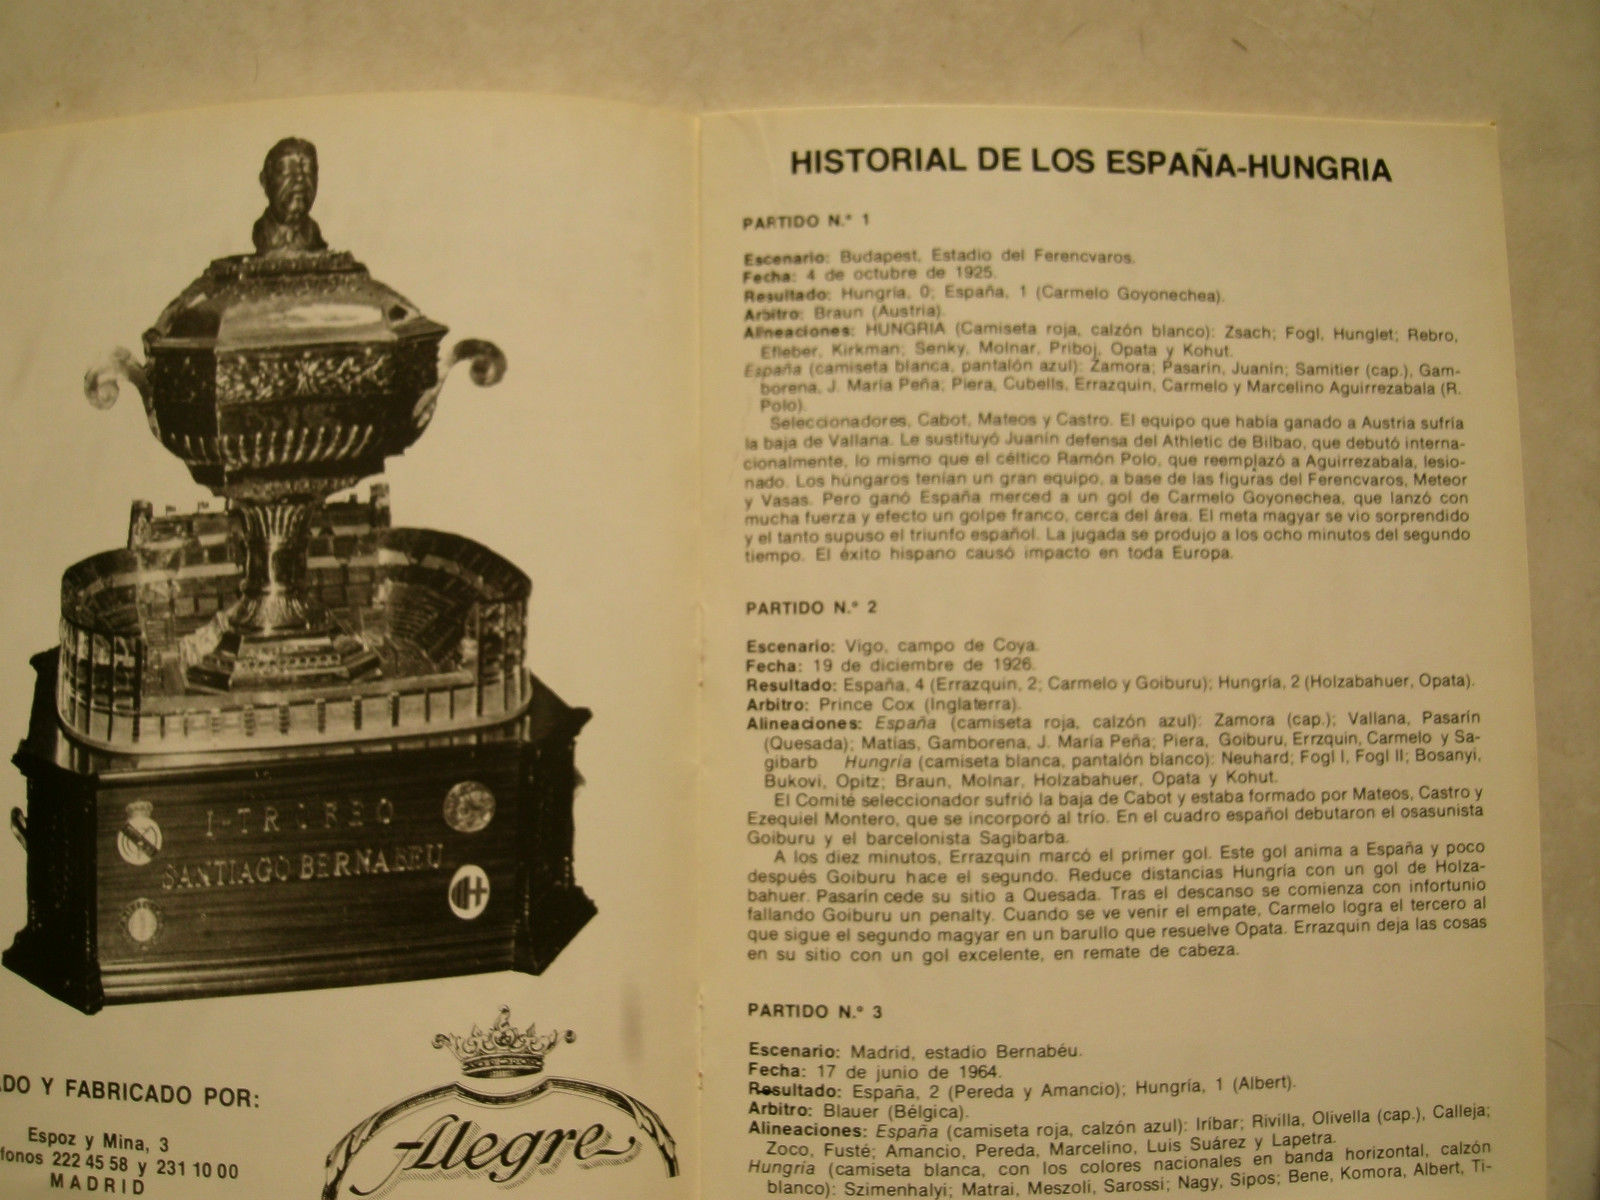 I-TROFEO
SANTIAGO BERNABEU
ADO Y FABRICADO POR:
Espoz y Mina, 3
fonos 222 45 58 y 231 10 00
MADRID
Alegre
HISTORIAL DE LOS ESPAÑA-HUNGRIA
PARTIDO N.º 1
Escenario: Budapest, Estadio del Ferencvaros.
Fecha: 4 de octubre de 1925.
Resultado: Hungría, 0; España, 1 (Carmelo Goyonechea).
Arbitro: Braun (Austria).
Alineaciones: HUNGRIA (Camiseta roja, calzón blanco): Zsach; Fogl, Hunglet; Rebro,
Efleber, Kirkman; Senky, Molnar, Priboj, Opata y Kohut.
España (camiseta blanca, pantalón azul): Zamora; Pasarín, Juanín; Samitier (cap.), Gam-
borena, J. María Peña; Piera, Cubells, Errazquin, Carmelo y Marcelino Aguirrezabala (R.
Polo).
Seleccionadores, Cabot, Mateos y Castro. El equipo que había ganado a Austria sufría
la baja de Vallana. Le sustituyó Juanín defensa del Athletic de Bilbao, que debutó interna-
cionalmente, lo mismo que el céltico Ramón Polo, que reemplazó a Aguirrezabala, lesio-
nado. Los húngaros tenían un gran equipo, a base de las figuras del Ferencvaros, Meteor
y Vasas. Pero ganó España merced a un gol de Carmelo Goyonechea, que lanzó con
mucha fuerza y efecto un golpe franco, cerca del área. El meta magyar se vio sorprendido
y el tanto supuso el triunfo español. La jugada se produjo a los ocho minutos del segundo
tiempo. El éxito hispano causó impacto en toda Europa.
PARTIDO N.º 2
Escenario: Vigo, campo de Coya.
Fecha: 19 de diciembre de 1926.
Resultado: España, 4 (Errazquin, 2; Carmelo y Goiburu); Hungría, 2 (Holzabahuer, Opata).
Arbitro: Prince Cox (Inglaterra).
Alineaciones: España (camiseta roja, calzón azul): Zamora (cap.); Vallana, Pasarín
(Quesada); Matías, Gamborena, J. María Peña; Piera, Goiburu, Errzquin, Carmelo y Sa-
gibarb Hungría (camiseta blanca, pantalón blanco): Neuhard; Fogl I, Fogl II; Bosanyi,
Bukovi, Opitz; Braun, Molnar, Holzabahuer, Opata y Kohut.
El Comité seleccionador sufrió la baja de Cabot y estaba formado por Mateos, Castro y
Ezequiel Montero, que se incorporó al trío. En el cuadro español debutaron el osasunista
Goiburu y el barcelonista Sagibarba.
A los diez minutos, Errazquin marcó el primer gol. Este gol anima a España y poco
después Goiburu hace el segundo. Reduce distancias Hungría con un gol de Holza-
bahuer. Pasarín cede su sitio a Quesada. Tras el descanso se comienza con infortunio
fallando Goiburu un penalty. Cuando se ve venir el empate, Carmelo logra el tercero al
que sigue el segundo magyar en un barullo que resuelve Opata. Errazquin deja las cosas
en su sitio con un gol excelente, en remate de cabeza.
PARTIDO N.º 3
Escenario: Madrid, estadio Bernabéu.
Fecha: 17 de junio de 1964.
Resultado: España, 2 (Pereda y Amancio); Hungría, 1 (Albert).
Arbitro: Blauer (Bélgica).
Alineaciones: España (camiseta roja, calzón azul): Iríbar; Rivilla, Olivella (cap.), Calleja;
Zoco, Fusté; Amancio, Pereda, Marcelino, Luis Suárez y Lapetra.
Hungría (camiseta blanca, con los colores nacionales en banda horizontal, calzón
blanco): Szimenhalyi; Matrai, Meszoli, Sarossi; Nagy, Sipos; Bene, Komora, Albert, Ti-